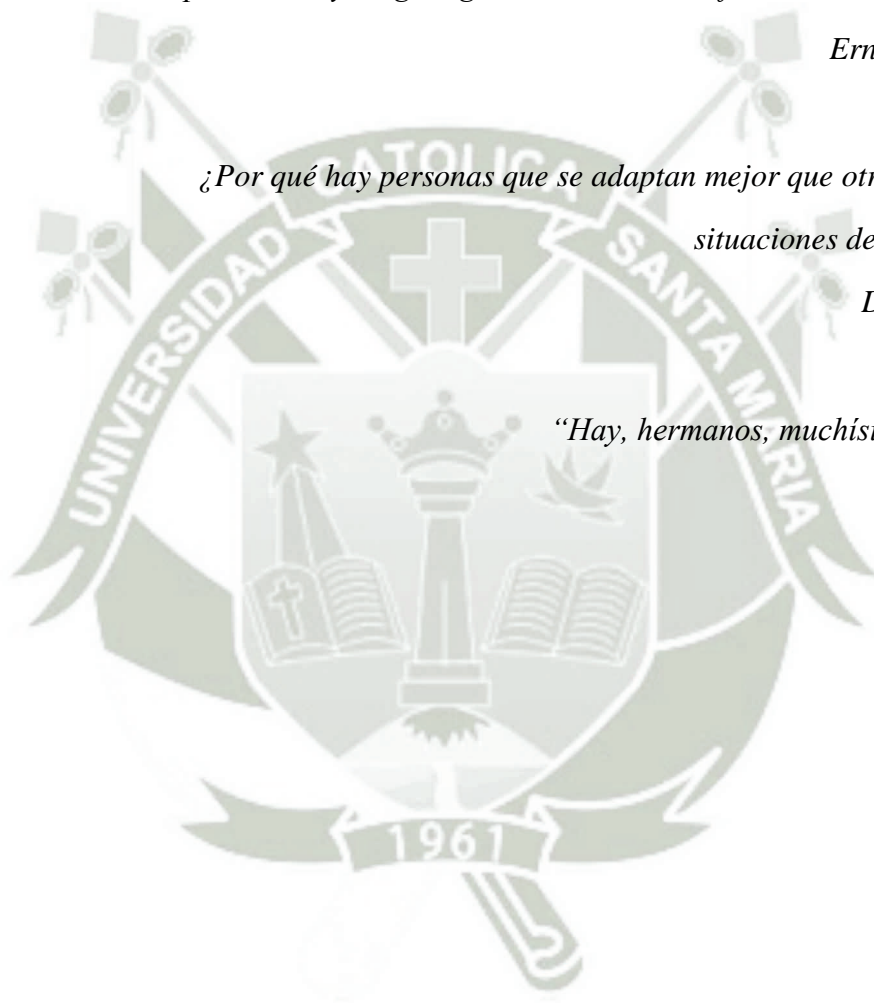 Ern
¿Por qué hay personas que se adaptan mejor que otr
situaciones de
“Hay, hermanos, muchísi
UNIVERSIDAD CATOLICA SANTA MARIA
1961